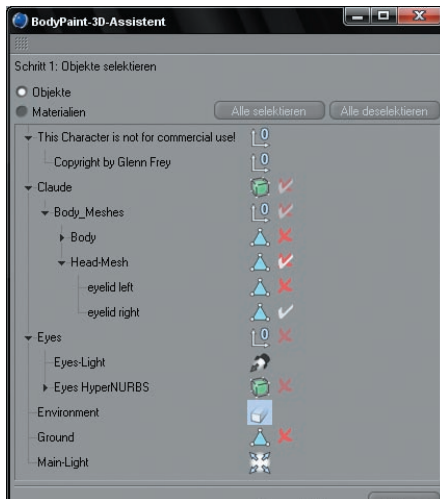 BodyPaint-3D-Assistent
Schritt 1: Objekte selektieren
Objekte
Materialien
Alle selektieren
Alle deselektieren
This Character is not for commercial use!
Copyright by Glenn Frey
Claude
Body_Meshes
Body
Head-Mesh
eyelid left
eyelid right
Eyes
Eyes-Light
Eyes HyperNURBS
Environment
Ground
Main-Light